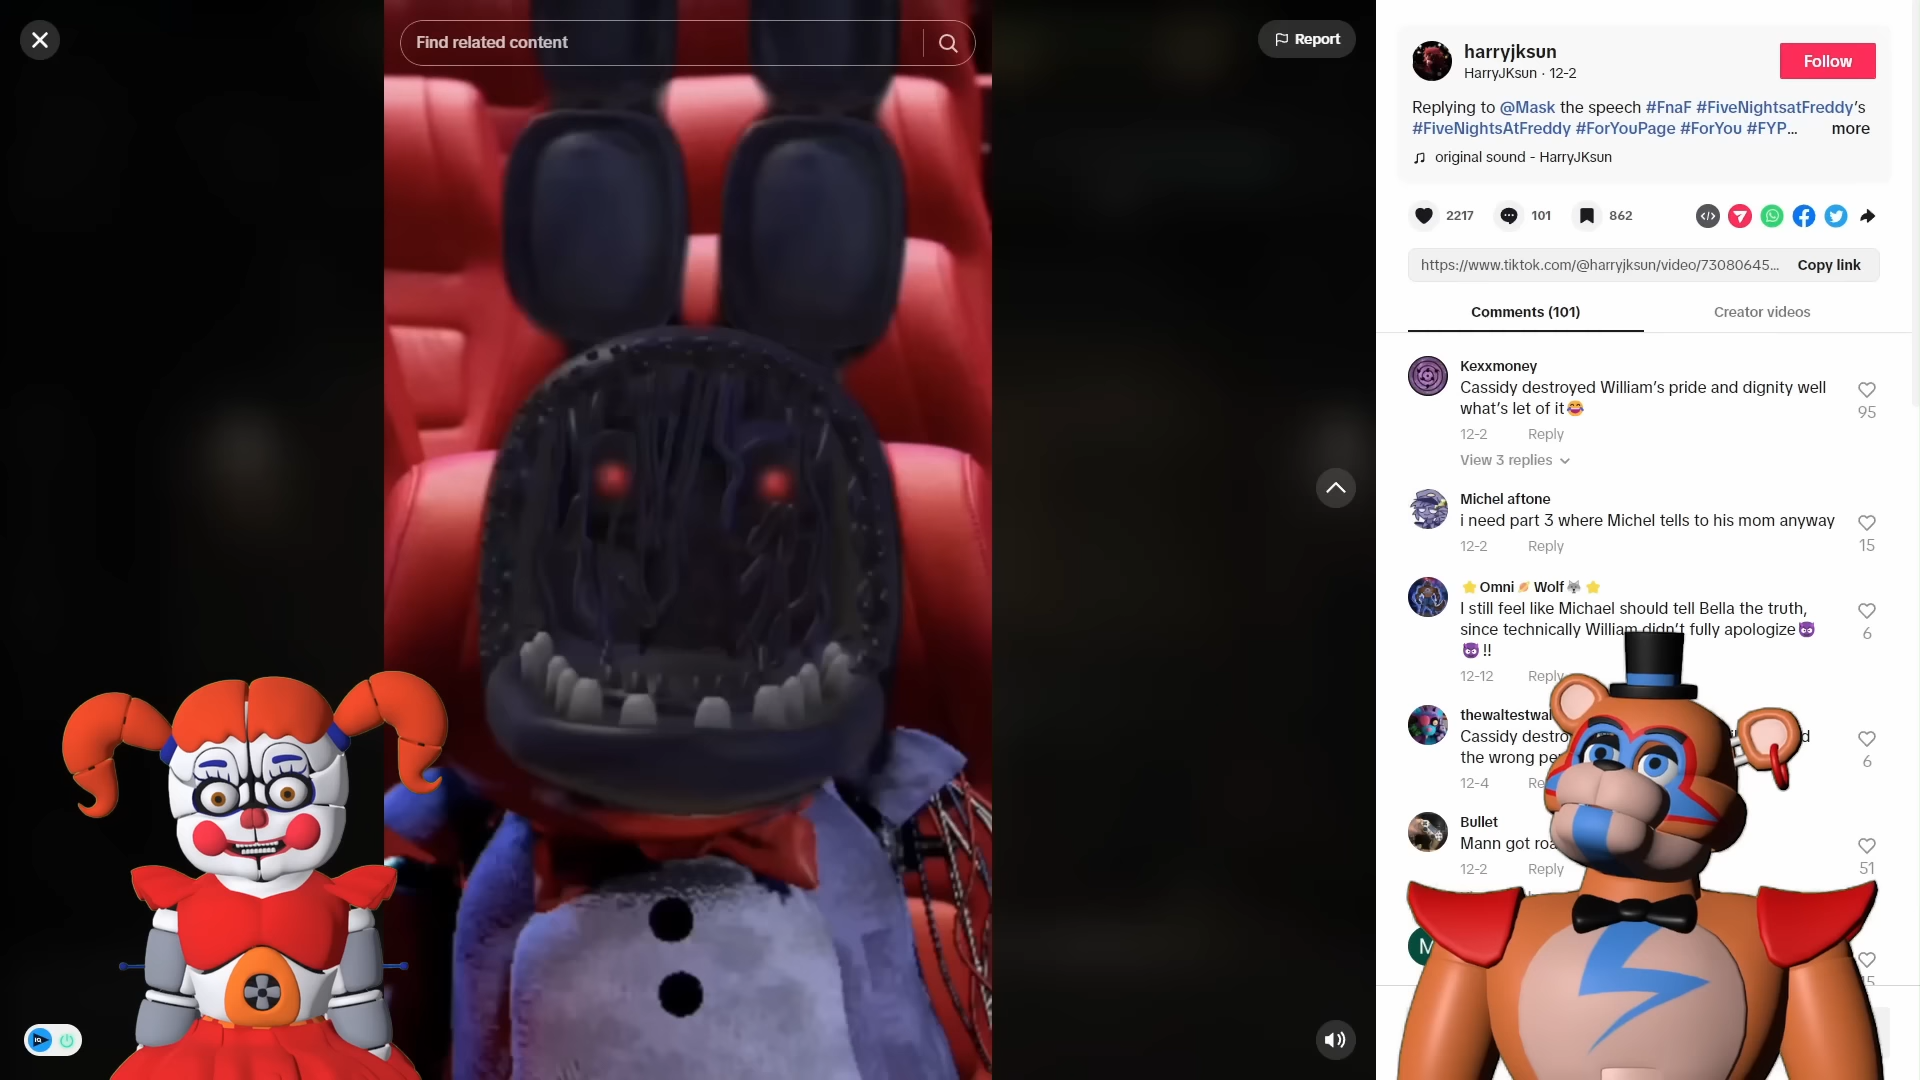 Find related content
Report
harryjksun
HarryJKsun · 12-2
Follow
Replying to @Mask the speech #FnaF #FiveNightsatFreddy's
#FiveNightsAtFreddy #ForYouPage #ForYou #FYP... more
original sound - HarryJKsun
2217
101
862
https://www.tiktok.com/@harryjksun/video/73080645...
Copy link
Comments (101)
Creator videos
Kexxmoney
Cassidy destroyed William's pride and dignity well
what's let of it😂
95
12-2 Reply
View 3 replies
Michel aftone
i need part 3 where Michel tells to his mom anyway
12-2 Reply
15
⭐Omni🪐Wolf🐺⭐
I still feel like Michael should tell Bella the truth,
since technically William didn't fully apologize😈
😈!!
6
12-12 Reply
Cassidy
the wrong
6
12-4
Bullet
Mann got
12-2 Reply
51
M